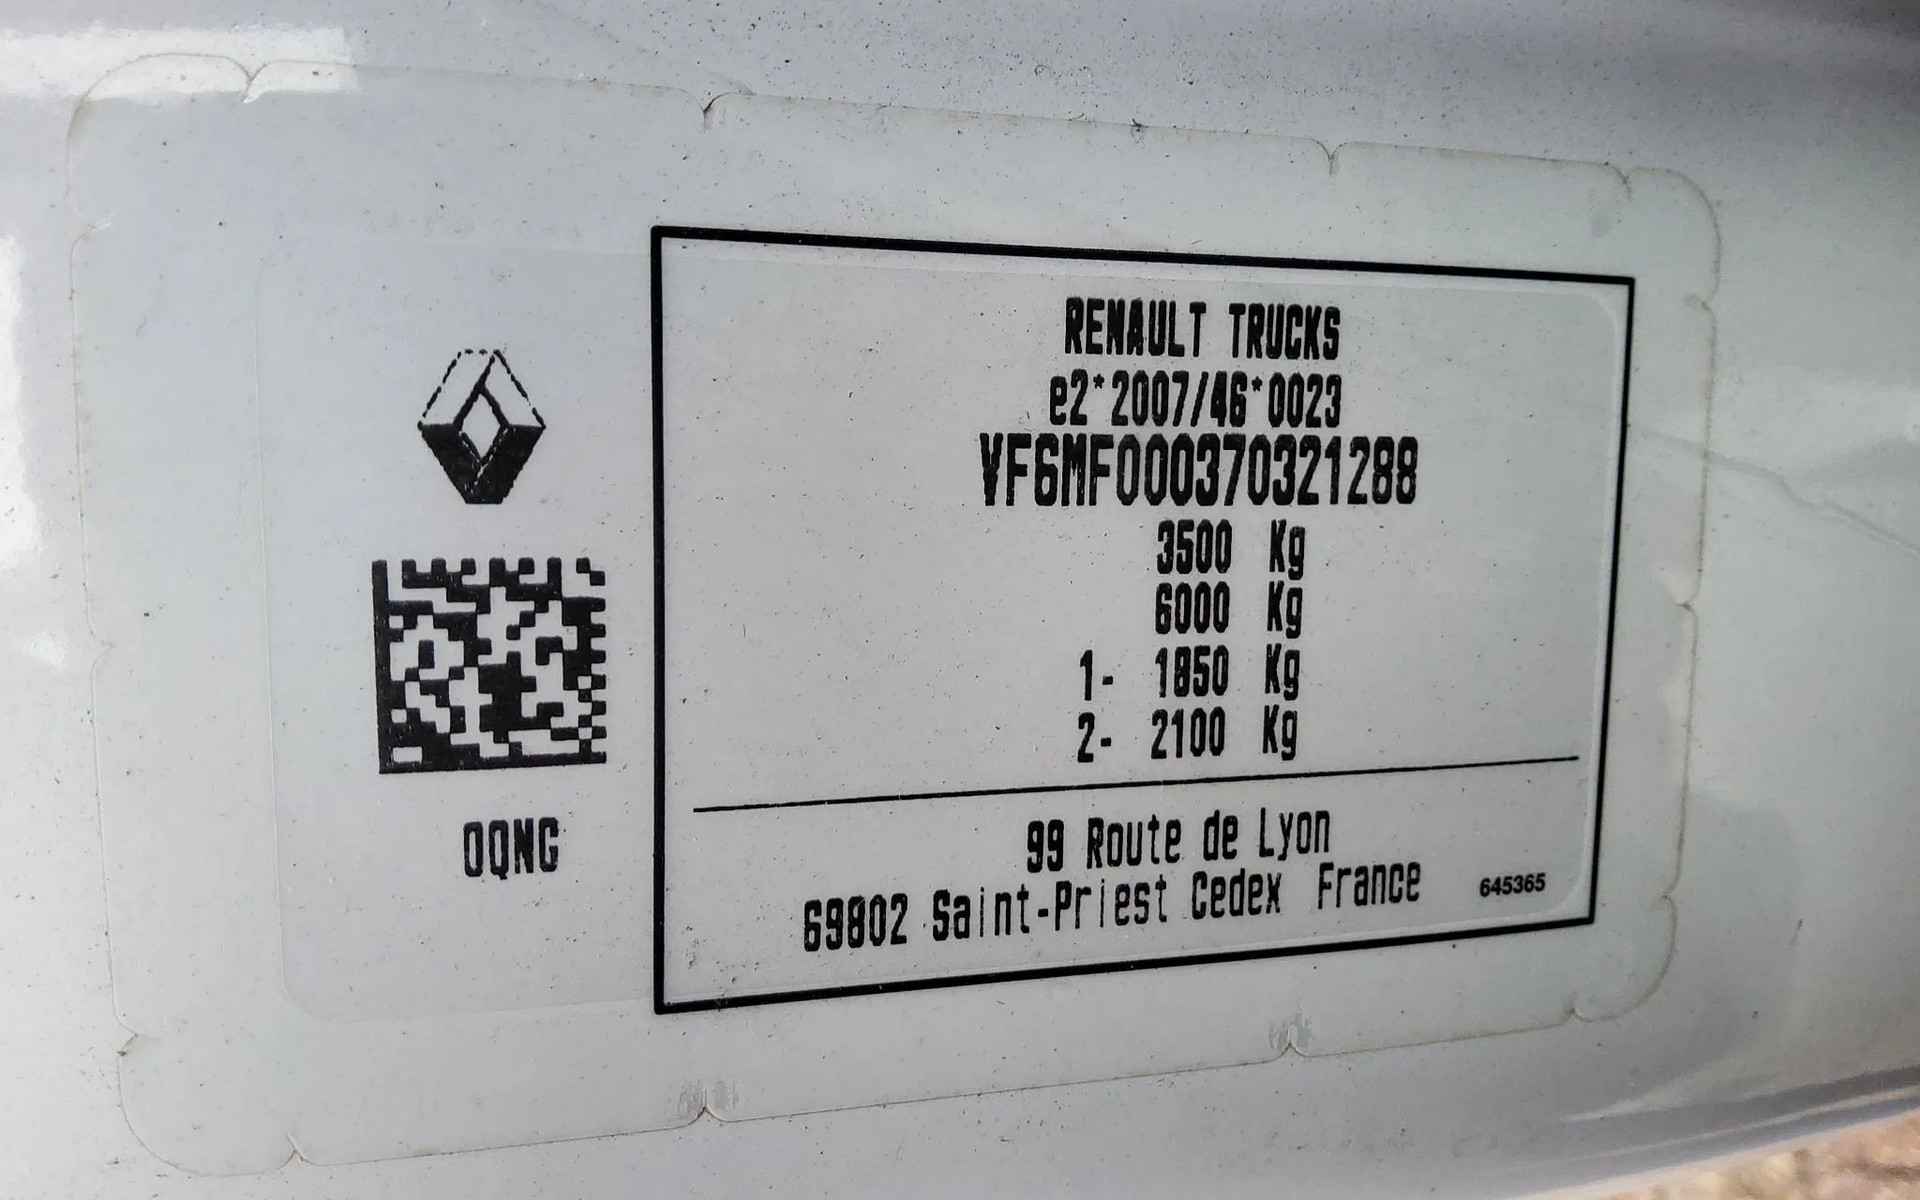 RENAULT TRUCKS
e2*2007/46*0023
VF6MF000370321288
3500 Kg
6000 Kg
1- 1850 Kg
2- 2100 Kg
OQNG
99 Route de Lyon
69802 Saint-Priest Cedex France
645365